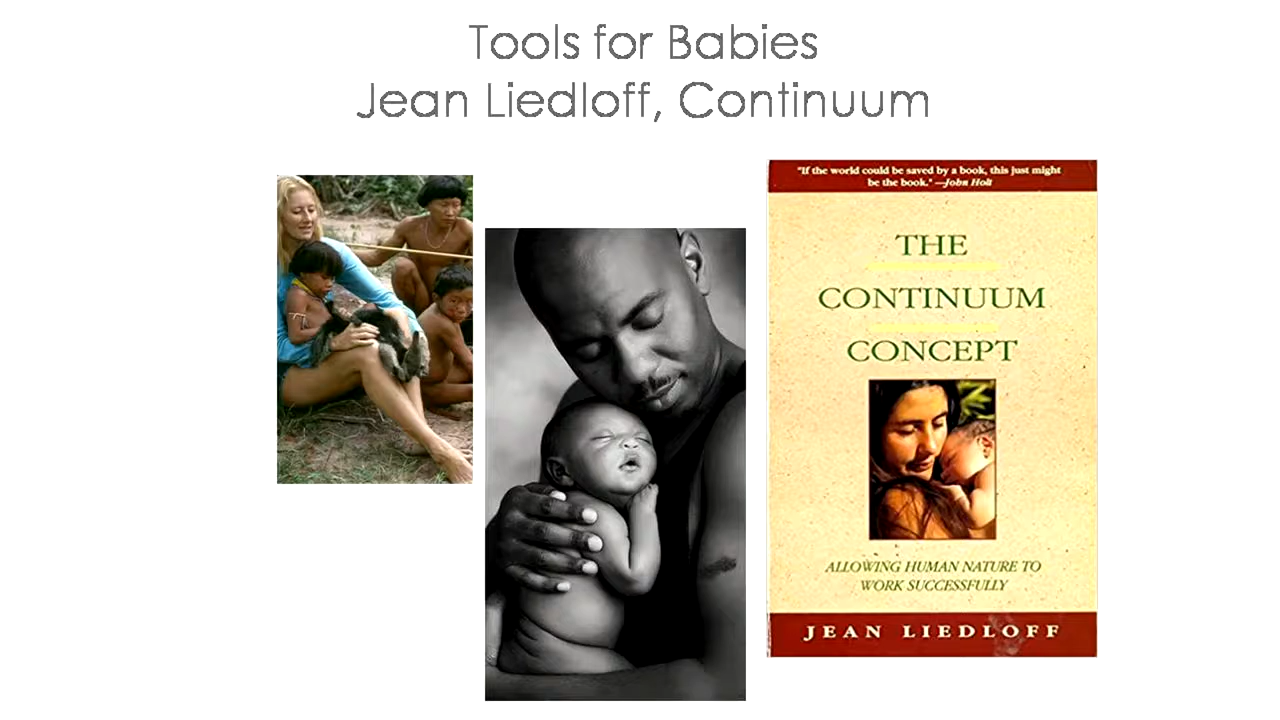 Tools for Babies
Jean Liedloff, Continuum
"If the world could be saved by a book, this just might
be the book." —John Holt
THE
CONTINUUM
CONCEPT
ALLOWING HUMAN NATURE TO
WORK SUCCESSFULLY
JEAN LIEDLOFF